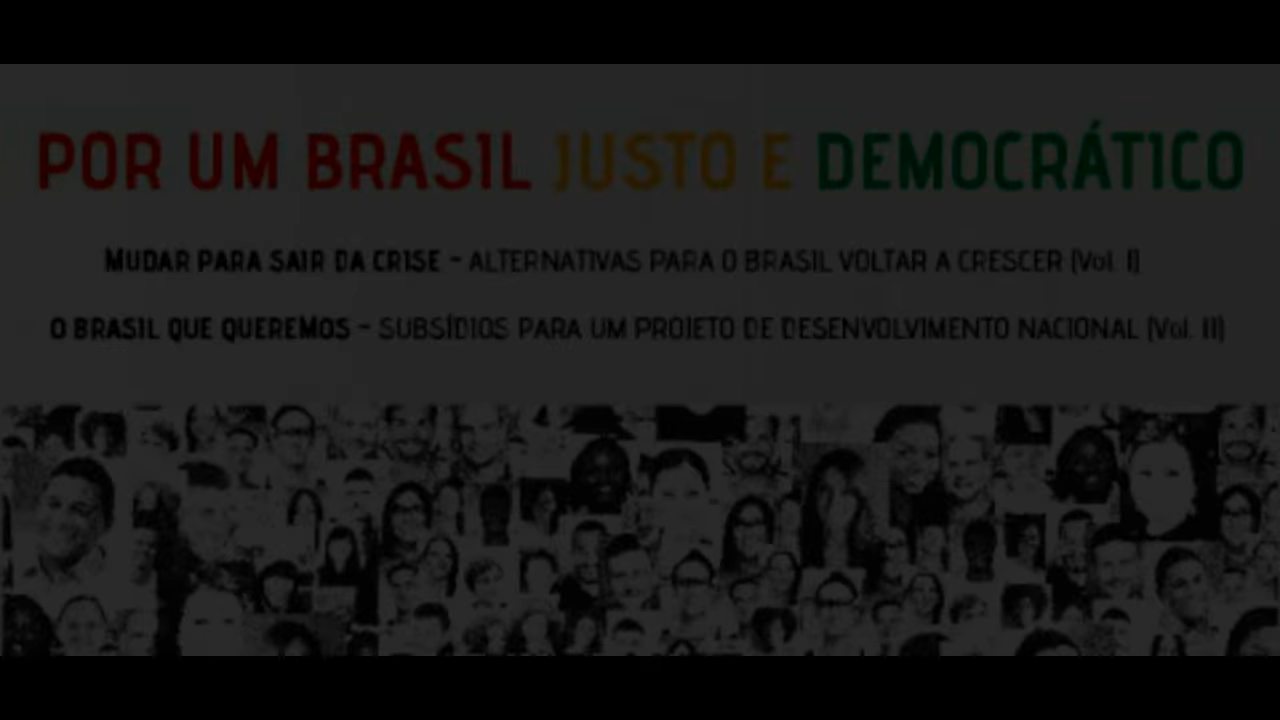 POR UM BRASIL JUSTO E DEMOCRÁTICO
MUDAR PARA SAIR DA CRISE - ALTERNATIVAS PARA O BRASIL VOLTAR A CRESCER (Vol. I)
O BRASIL QUE QUEREMOS - SUBSÍDIOS PARA UM PROJETO DE DESENVOLVIMENTO NACIONAL (Vol. II)